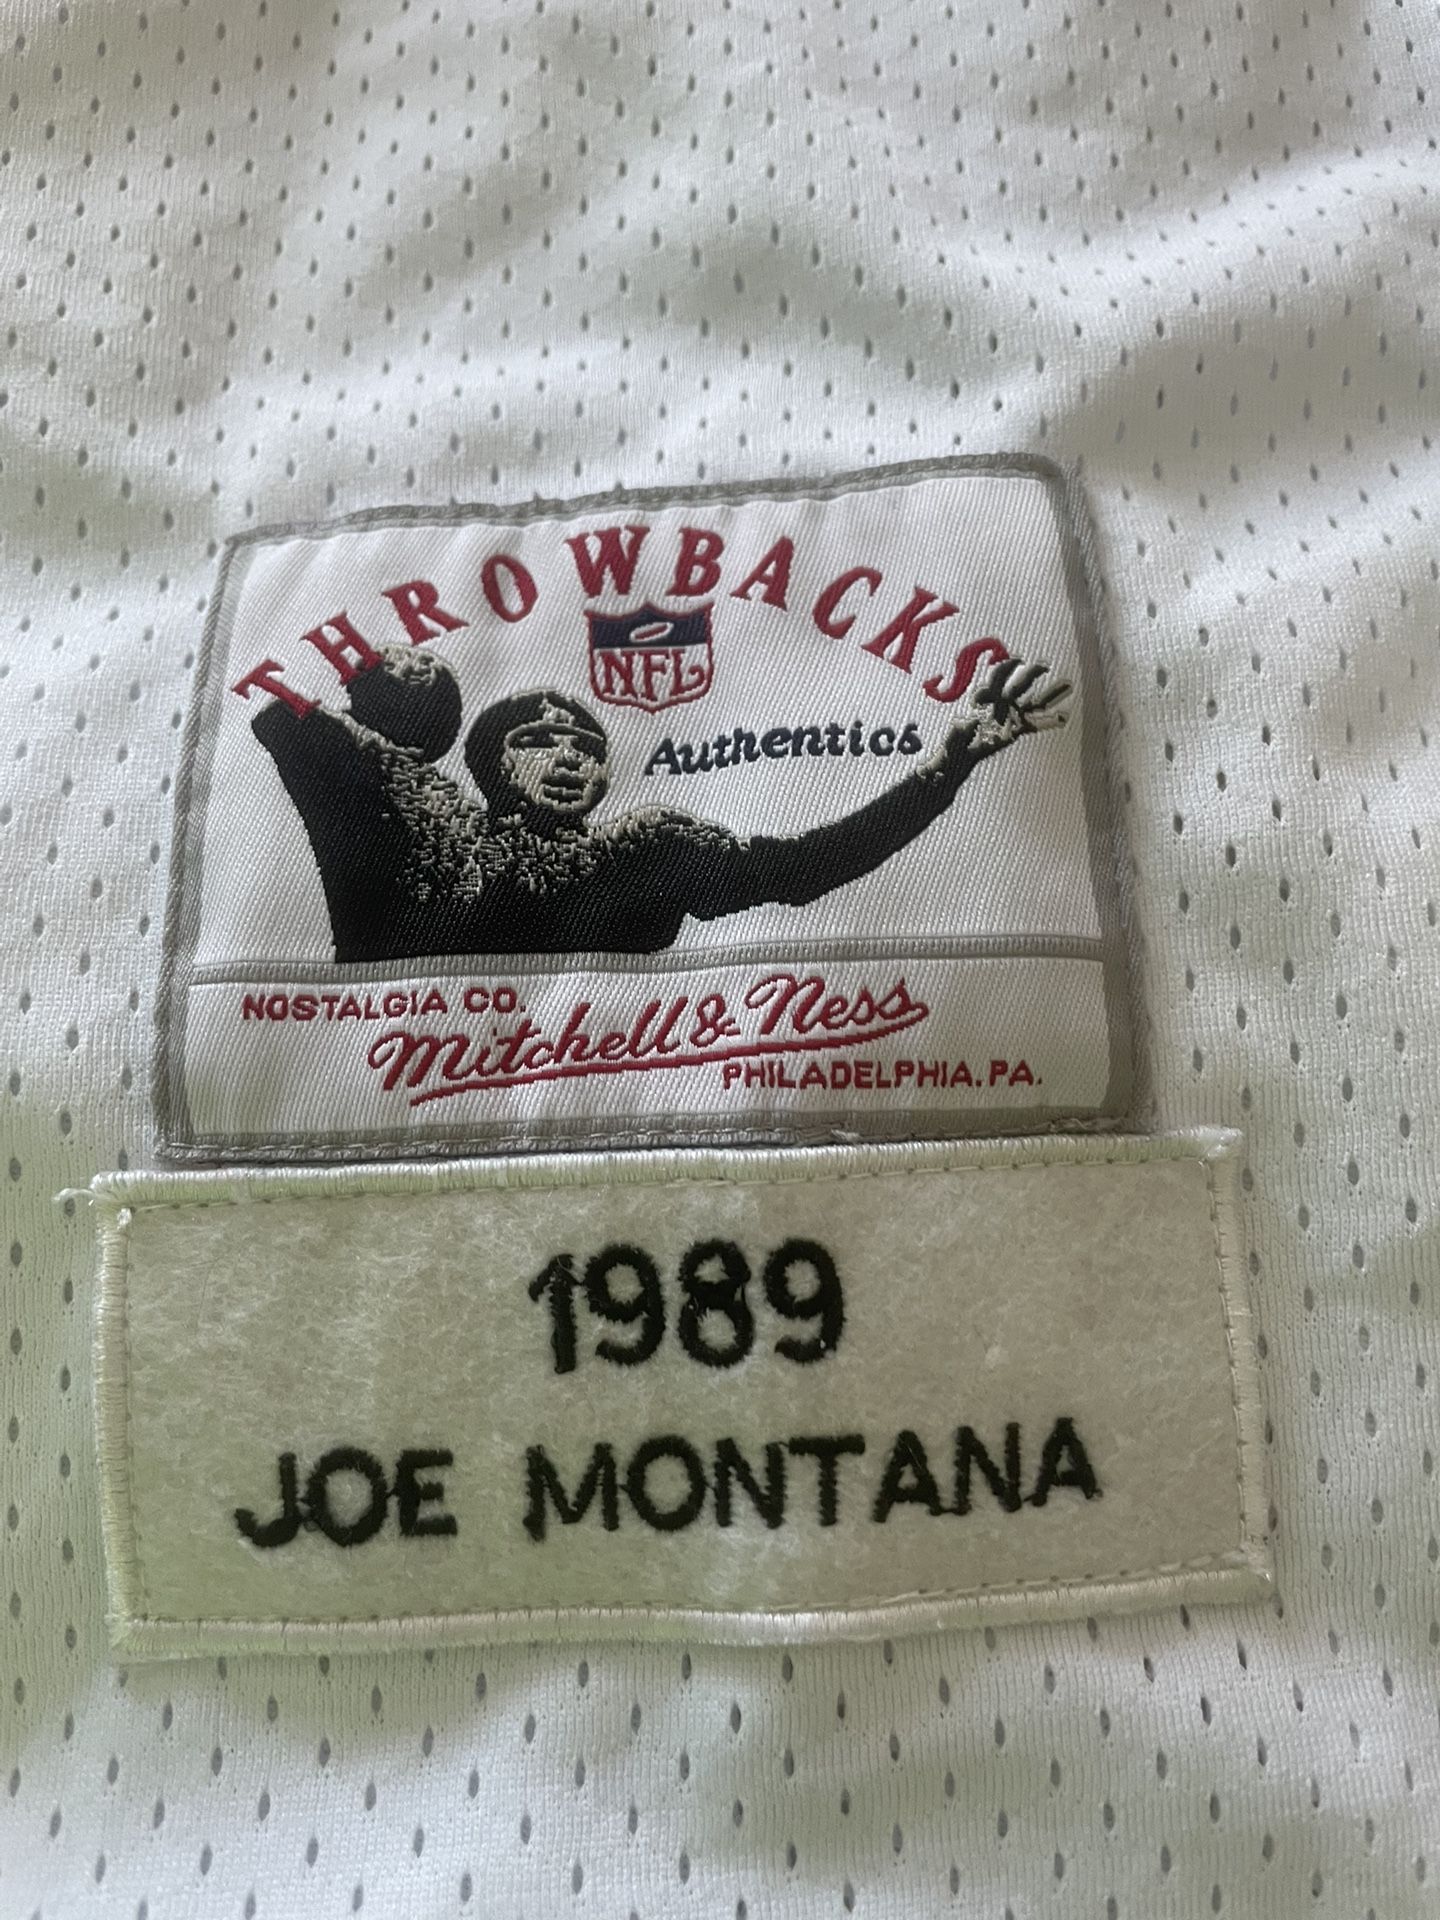 THROWBACKS
NFL
Authentics
NOSTALGIA CO.
Mitchell & Ness
PHILADELPHIA. PA.
1989
JOE MONTANA